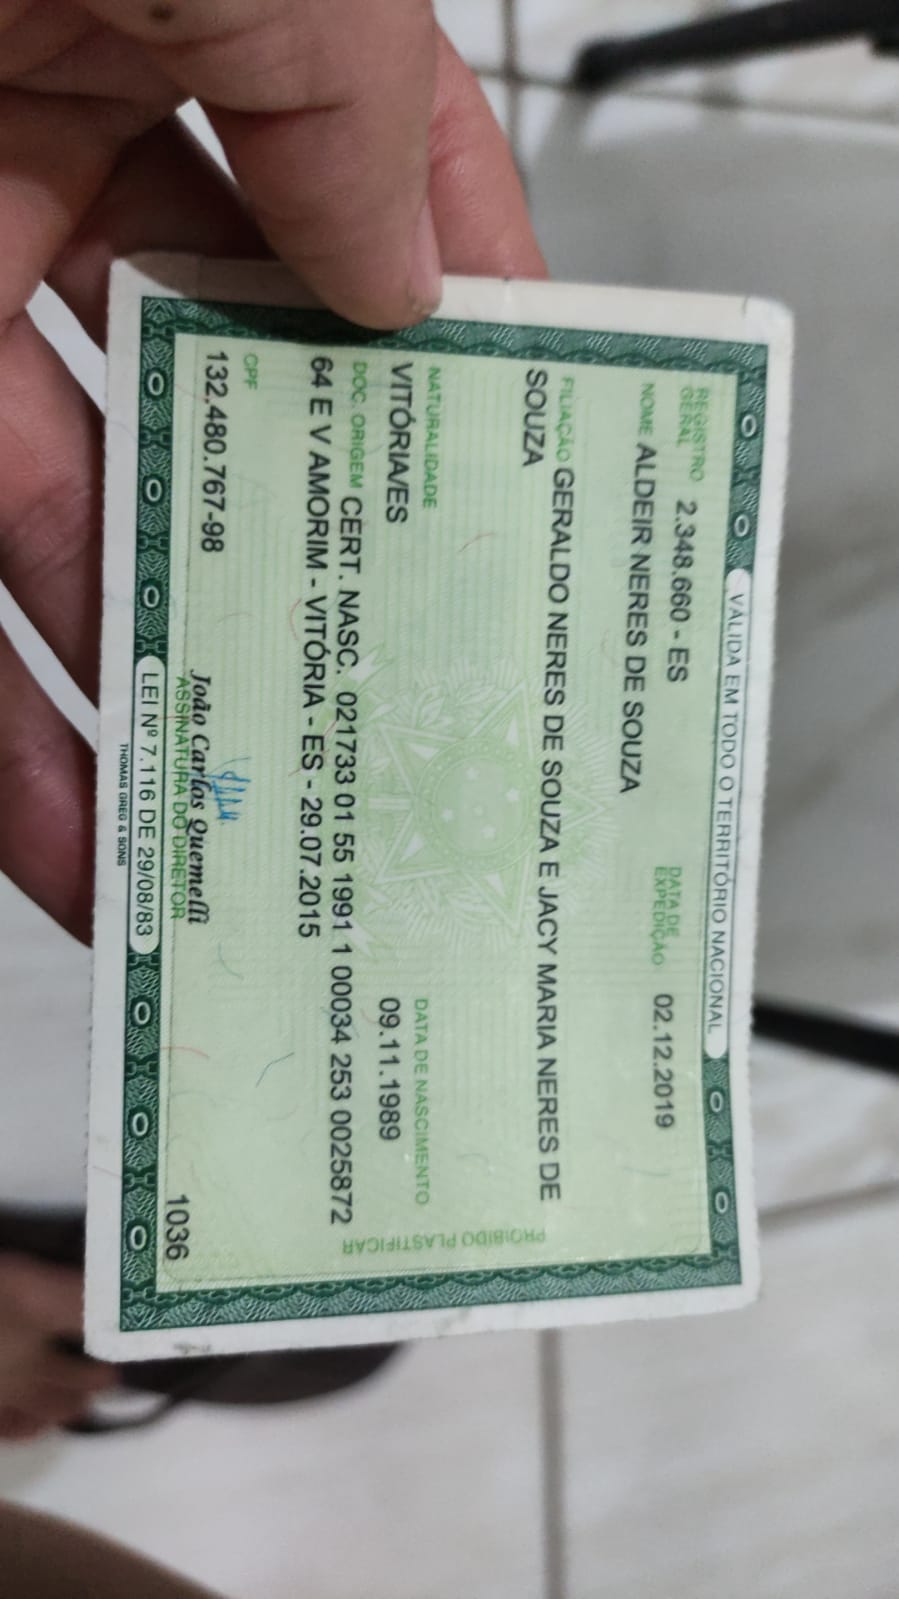 VÁLIDA EM TODO O TERRITÓRIO NACIONAL
REGISTRO GERAL 2.348.660 - ES DATA DE EXPEDIÇÃO 02.12.2019
NOME ALDEIR NERES DE SOUZA
FILIAÇÃO GERALDO NERES DE SOUZA E JACY MARIA NERES DE
SOUZA
NATURALIDADE DATA DE NASCIMENTO
VITÓRIA/ES 09.11.1989
DOC. ORIGEM CERT. NASC. 021733 01 55 1991 1 00034 253 0025872
64 E V AMORIM - VITÓRIA - ES - 29.07.2015
CPF
132.480.767-98
João Carlos Quemelli
ASSINATURA DO DIRETOR
1036
LEI Nº 7.116 DE 29/08/83
THOMAS GREG & SONS
PROIBIDO PLASTIFICAR